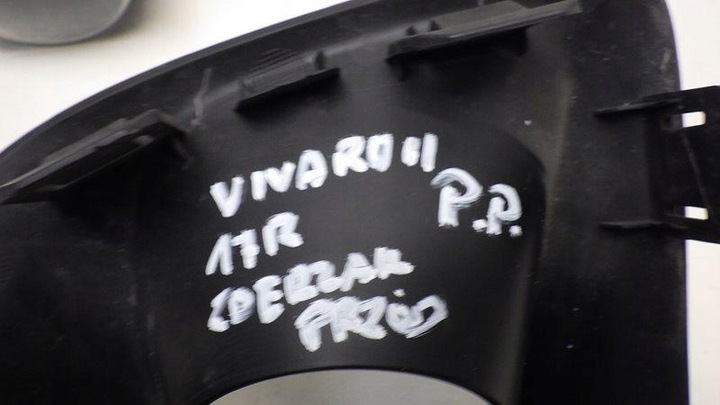 VIVARO II
P.P.
17R
ZDERZAK
PRZÓD